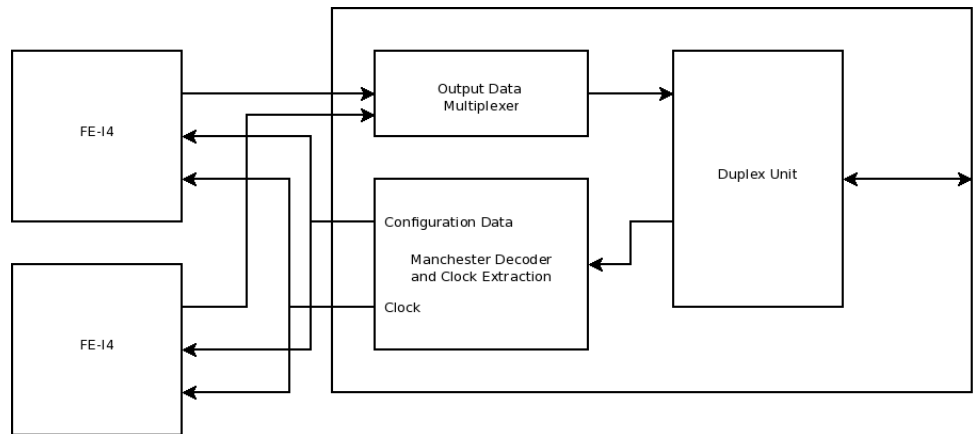 FE-I4
Output Data
Multiplexer
Duplex Unit
Configuration Data
Manchester Decoder
and Clock Extraction
Clock
FE-I4